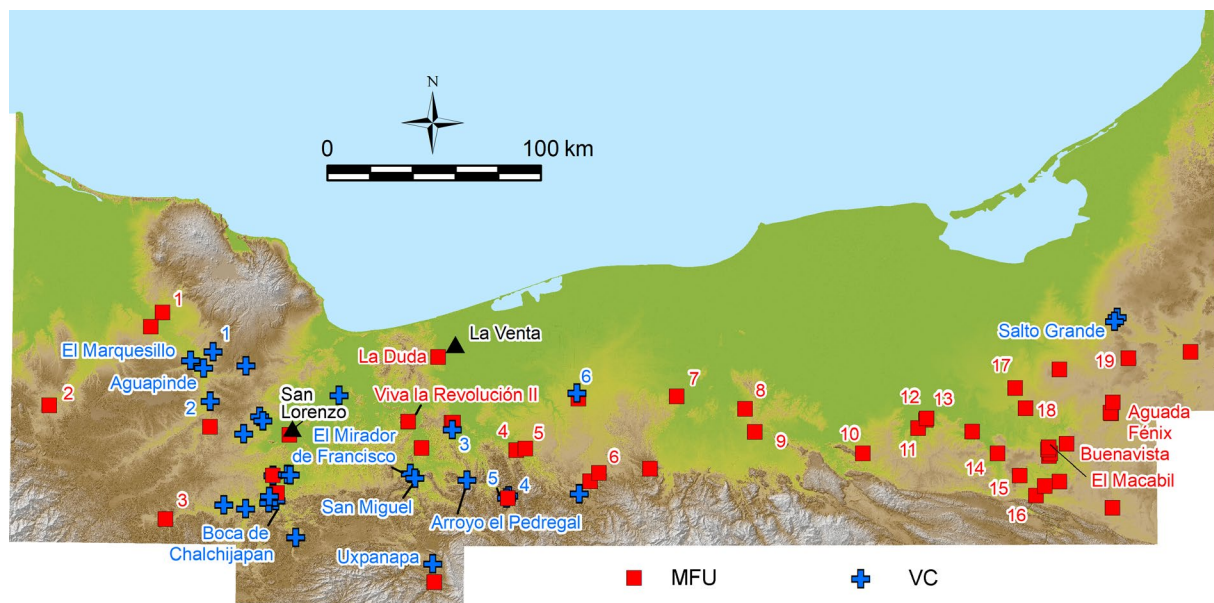 N
0
100 km
1
El Marquesillo
1
Aguapinde
2
2
La Venta
La Duda
San
Lorenzo
Viva la Revolución II
El Mirador
de Francisco
3
4
5
6
7
8
9
10
11
12
13
14
15
16
17
18
19
Salto Grande
Aguada
Fénix
Buenavista
El Macabil
6
5
4
San Miguel
Arroyo el Pedregal
3
Boca de
Chalchijapan
Uxpanapa
MFU
VC